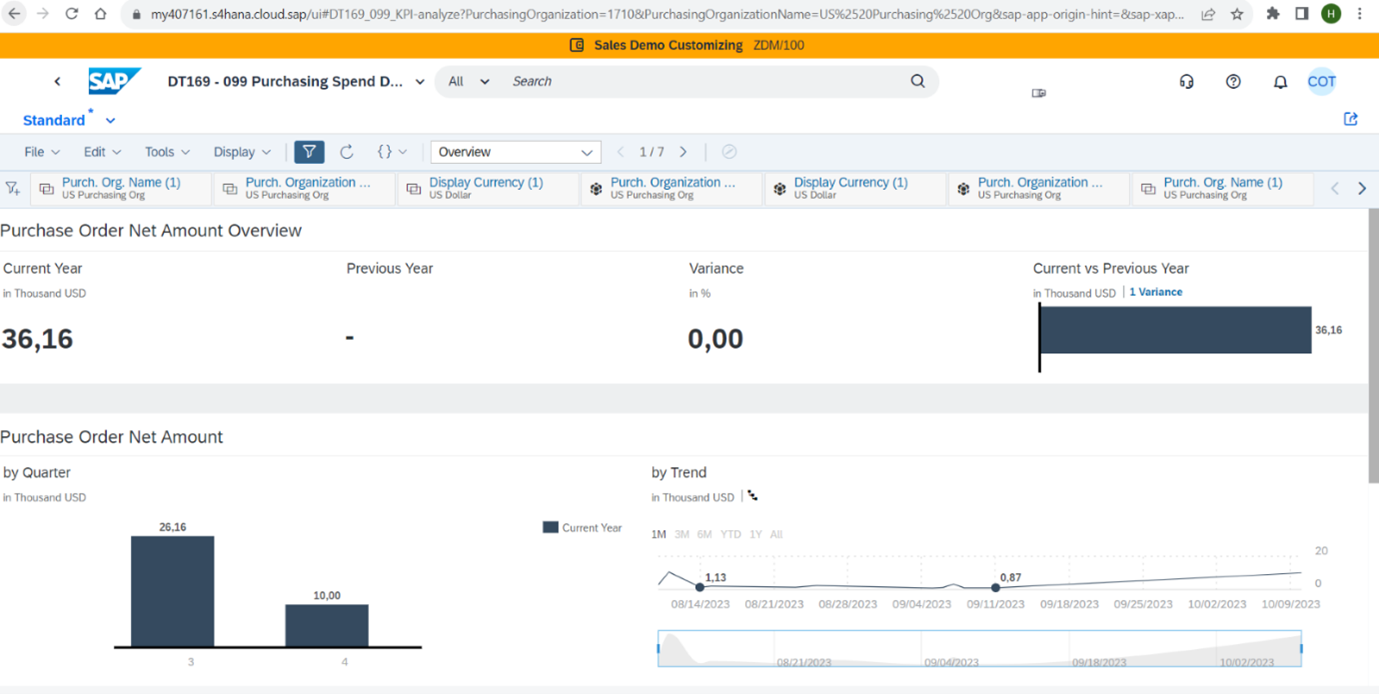 my407161.s4hana.cloud.sap/ui#DT169_099_KPI-analyze?PurchasingOrganization=1710&PurchasingOrganizationName=US%2520Purchasing%2520Org&sap-app-origin-hint=&sap-xap...
H
Sales Demo Customizing ZDM/100
SAP DT169 - 099 Purchasing Spend D... All Search COT
Standard *
File Edit Tools Display { } Overview 1 / 7
Purch. Org. Name (1) Purch. Organization ... Display Currency (1) Purch. Organization ... Display Currency (1) Purch. Organization ... Purch. Org. Name (1)
US Purchasing Org US Purchasing Org US Dollar US Purchasing Org US Dollar US Purchasing Org US Purchasing Org
Purchase Order Net Amount Overview
Current Year Previous Year Variance Current vs Previous Year
in Thousand USD in % in Thousand USD | 1 Variance
36,16 - 0,00 36,16
Purchase Order Net Amount
by Quarter by Trend
in Thousand USD in Thousand USD
26,16 Current Year
1M 3M 6M YTD 1Y All
20
1,13 0,87
0
10,00
08/14/2023 08/21/2023 08/28/2023 09/04/2023 09/11/2023 09/18/2023 09/25/2023 10/02/2023 10/09/2023
3 4
08/21/2023 09/04/2023 09/18/2023 10/02/2023